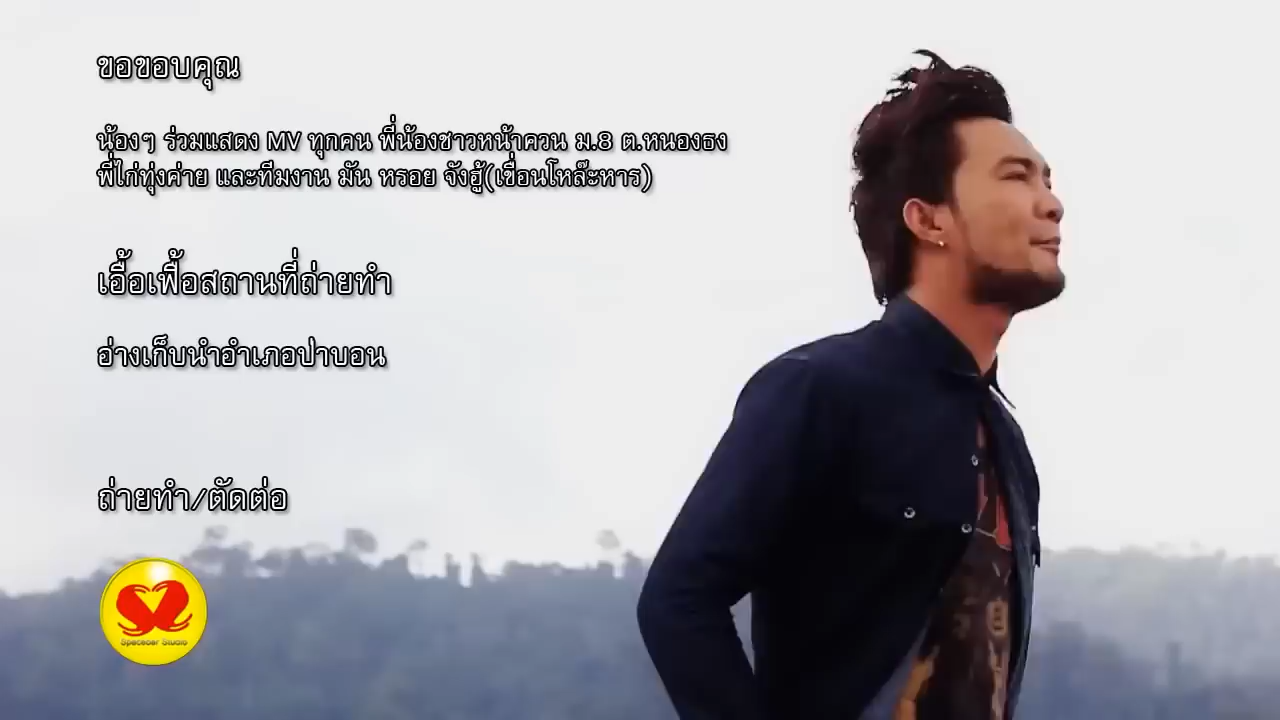 ขอขอบคุณ
น้องๆ ร่วมแสดง MV ทุกคน พี่น้องชาวหน้าควน ม.8 ต.หนองธง
พี่ไก่ทุ่งค่าย และทีมงาน มัน หรอย จังฮู้(เขื่อนโหล๊ะหาร)
เอื้อเฟื้อสถานที่ถ่ายทำ
อ่างเก็บนำอำเภอป่าบอน
ถ่ายทำ/ตัดต่อ
Spaceber Studio